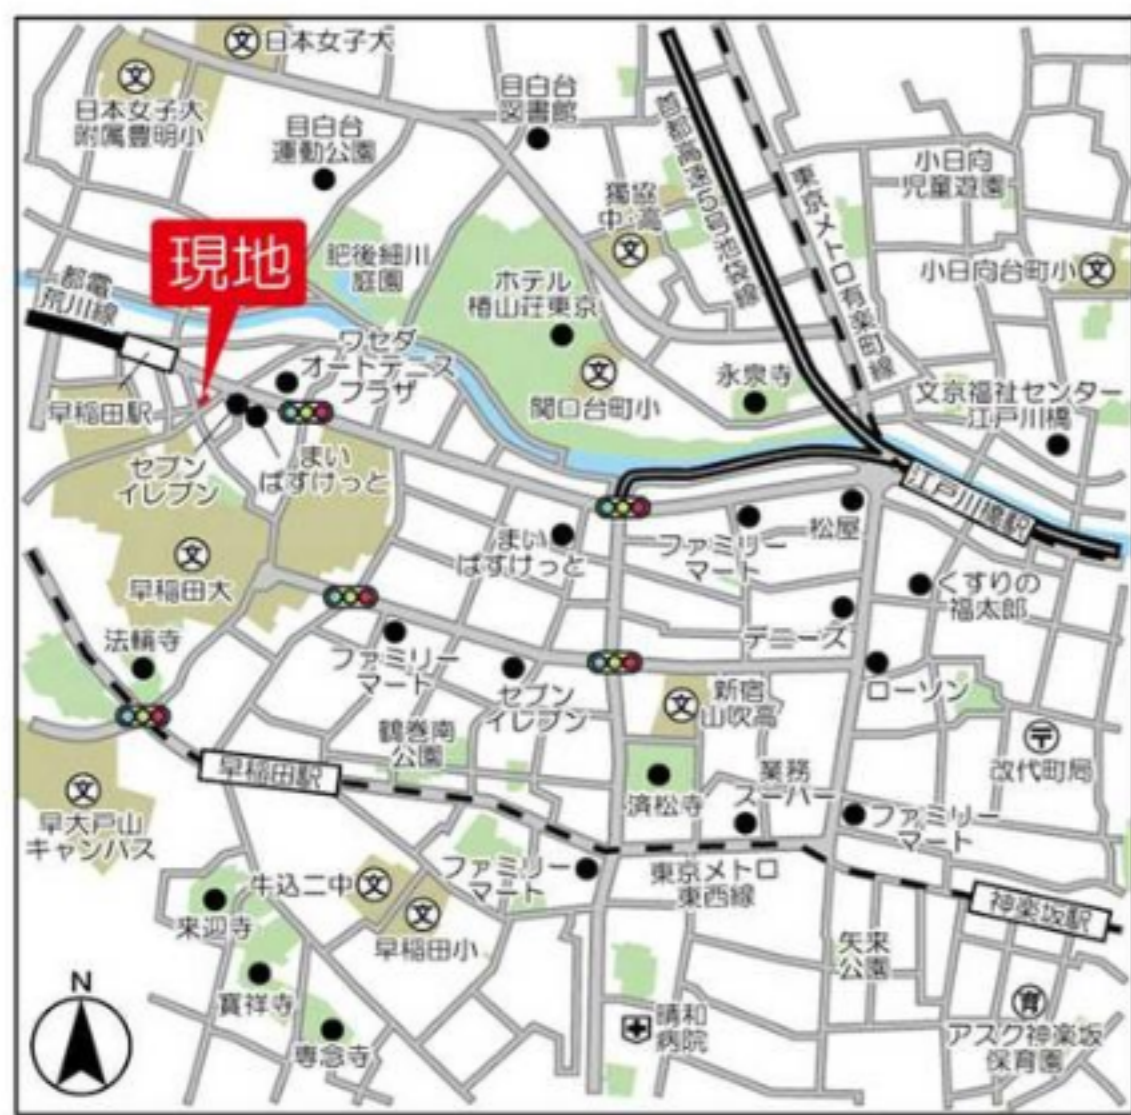 日本女子大
日本女子大
附属豊明小
目白台
運動公園
目白台
図書館
首都高速5号池袋線
東京メトロ有楽町線
小日向
児童遊園
獨協
中・高
小日向台町小
現地
肥後細川
庭園
ホテル
椿山荘東京
都電
荒川線
ワセダ
オートテニス
プラザ
永泉寺
関口台町小
文京福祉センター
江戸川橋
早稲田駅
セブン
イレブン
まい
ばすけっと
江戸川橋駅
松屋
まい
ばすけっと
ファミリー
マート
早稲田大
くすりの
福太郎
デニーズ
法輪寺
ファミリー
マート
セブン
イレブン
新宿
山吹高
ローソン
鶴巻南
公園
早稲田駅
済松寺
業務
スーパー
改代町局
早大戸山
キャンパス
ファミリー
マート
牛込二中
ファミリー
マート
東京メトロ
東西線
神楽坂駅
来迎寺
早稲田小
矢来
公園
寶祥寺
晴和
病院
専念寺
アスク神楽坂
保育園
N
文
文
文
文
文
文
文
文
文
文
〒
育